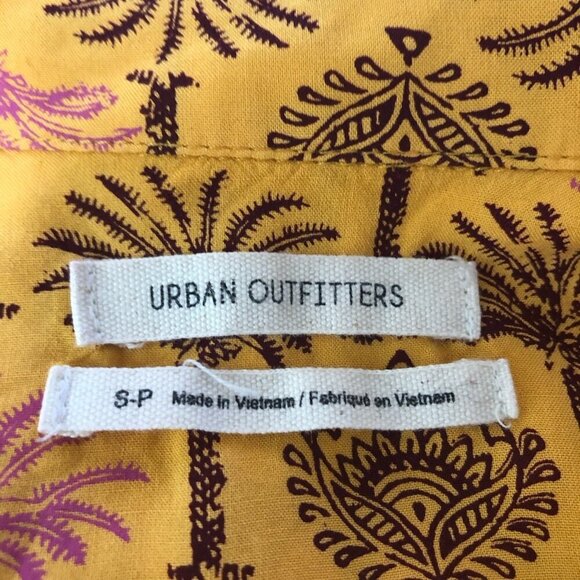 URBAN OUTFITTERS
S-P Made in Vietnam / Fabriqué en Vietnam